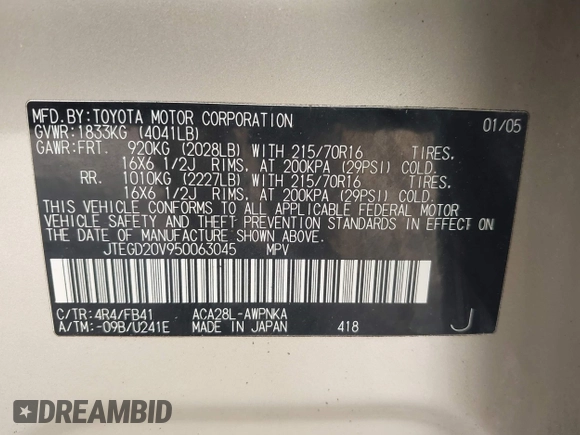 MFD.BY:TOYOTA MOTOR CORPORATION 01/05
GVWR:1833KG (4041LB)
GAWR:FRT. 920KG (2028LB) WITH 215/70R16 TIRES.
16X6 1/2J RIMS. AT 200KPA (29PSI) COLD.
RR. 1010KG (2227LB) WITH 215/70R16 TIRES.
16X6 1/2J RIMS. AT 200KPA (29PSI) COLD.
THIS VEHICLE CONFORMS TO ALL APPLICABLE FEDERAL MOTOR
VEHICLE SAFETY AND THEFT PREVENTION STANDARDS IN EFFECT ON
THE DATE OF MANUFACTURE SHOWN ABOVE.
JTEGD20V950063045 MPV
C/TR:4R4/FB41 ACA28L-AWPNKA
A/TM:-09B/U241E MADE IN JAPAN 418 J
DREAMBID